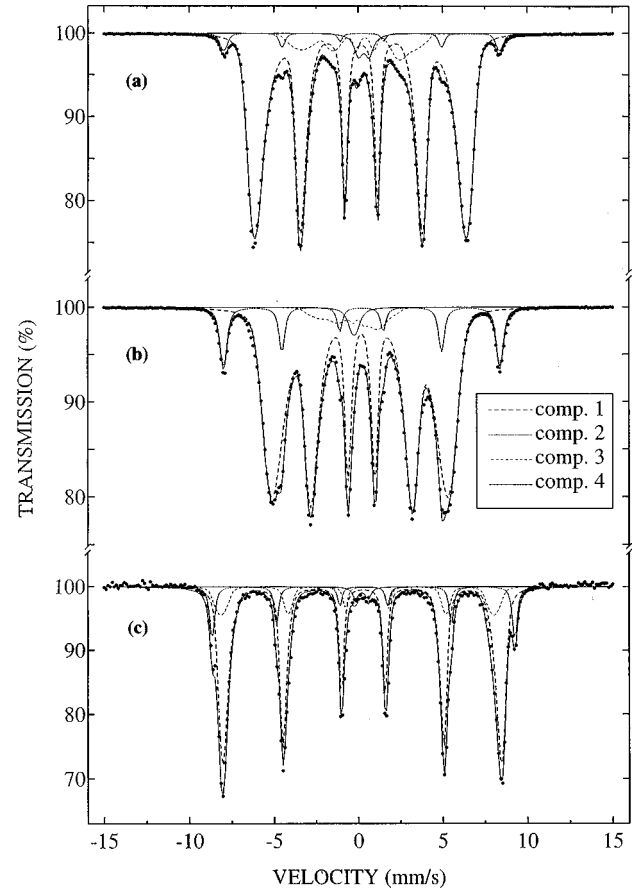 100
(a)
90
80
100
(b)
90
80
comp. 1
comp. 2
comp. 3
comp. 4
100
(c)
90
80
70
TRANSMISSION (%)
-15 -10 -5 0 5 10 15
VELOCITY (mm/s)